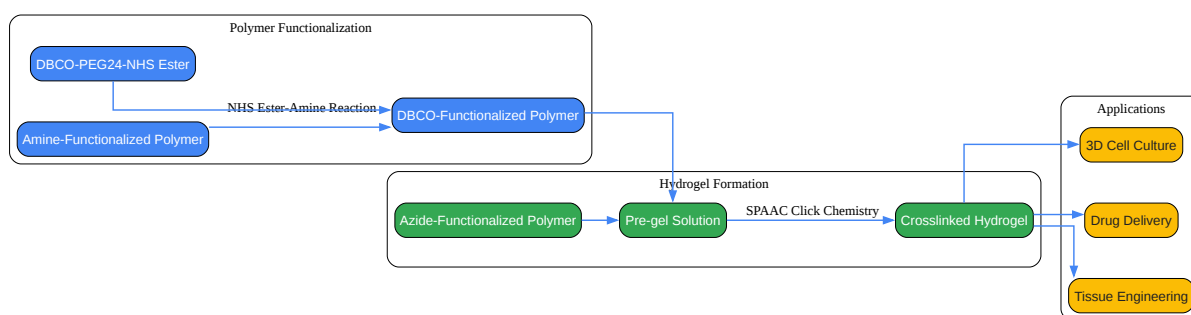 Polymer Functionalization
DBCO-PEG24-NHS Ester
NHS Ester-Amine Reaction
DBCO-Functionalized Polymer
Amine-Functionalized Polymer
Applications
3D Cell Culture
Hydrogel Formation
Azide-Functionalized Polymer
Pre-gel Solution
SPAAC Click Chemistry
Crosslinked Hydrogel
Drug Delivery
Tissue Engineering